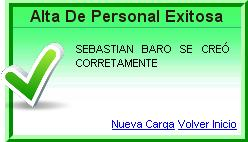 Alta De Personal Exitosa
SEBASTIAN BARO SE CREÓ
CORRETAMENTE
Nueva Carga Volver Inicio